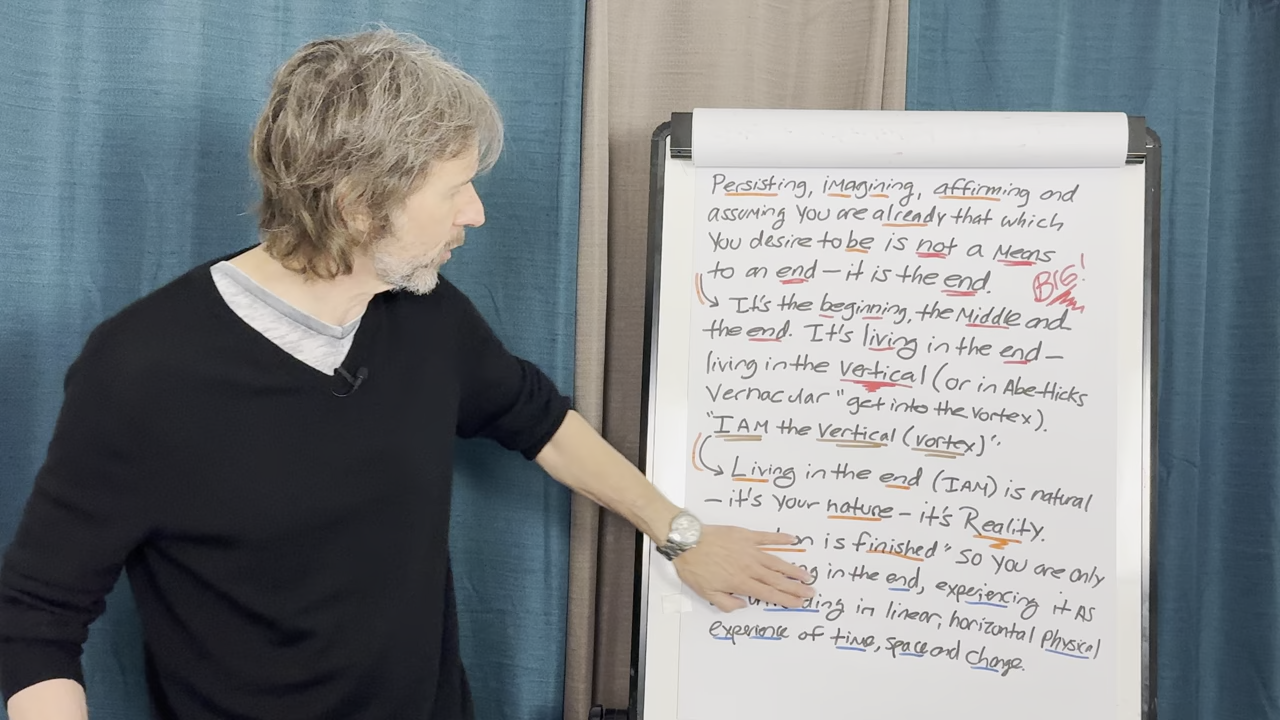 Persisting, imagining, affirming and
assuming you are already that which
you desire to be is not a means
to an end – it is the end.
BIG!
It's the beginning, the middle and
the end. It's living in the end –
living in the vertical (or in Abe-Hicks
vernacular "get into the vortex).
"I AM the vertical (vortex)".
Living in the end (I AM) is natural
– it's your nature – it's Reality.
is finished" so you are only
in the end, experiencing it AS
in linear, horizontal physical
experience of time, space and change.